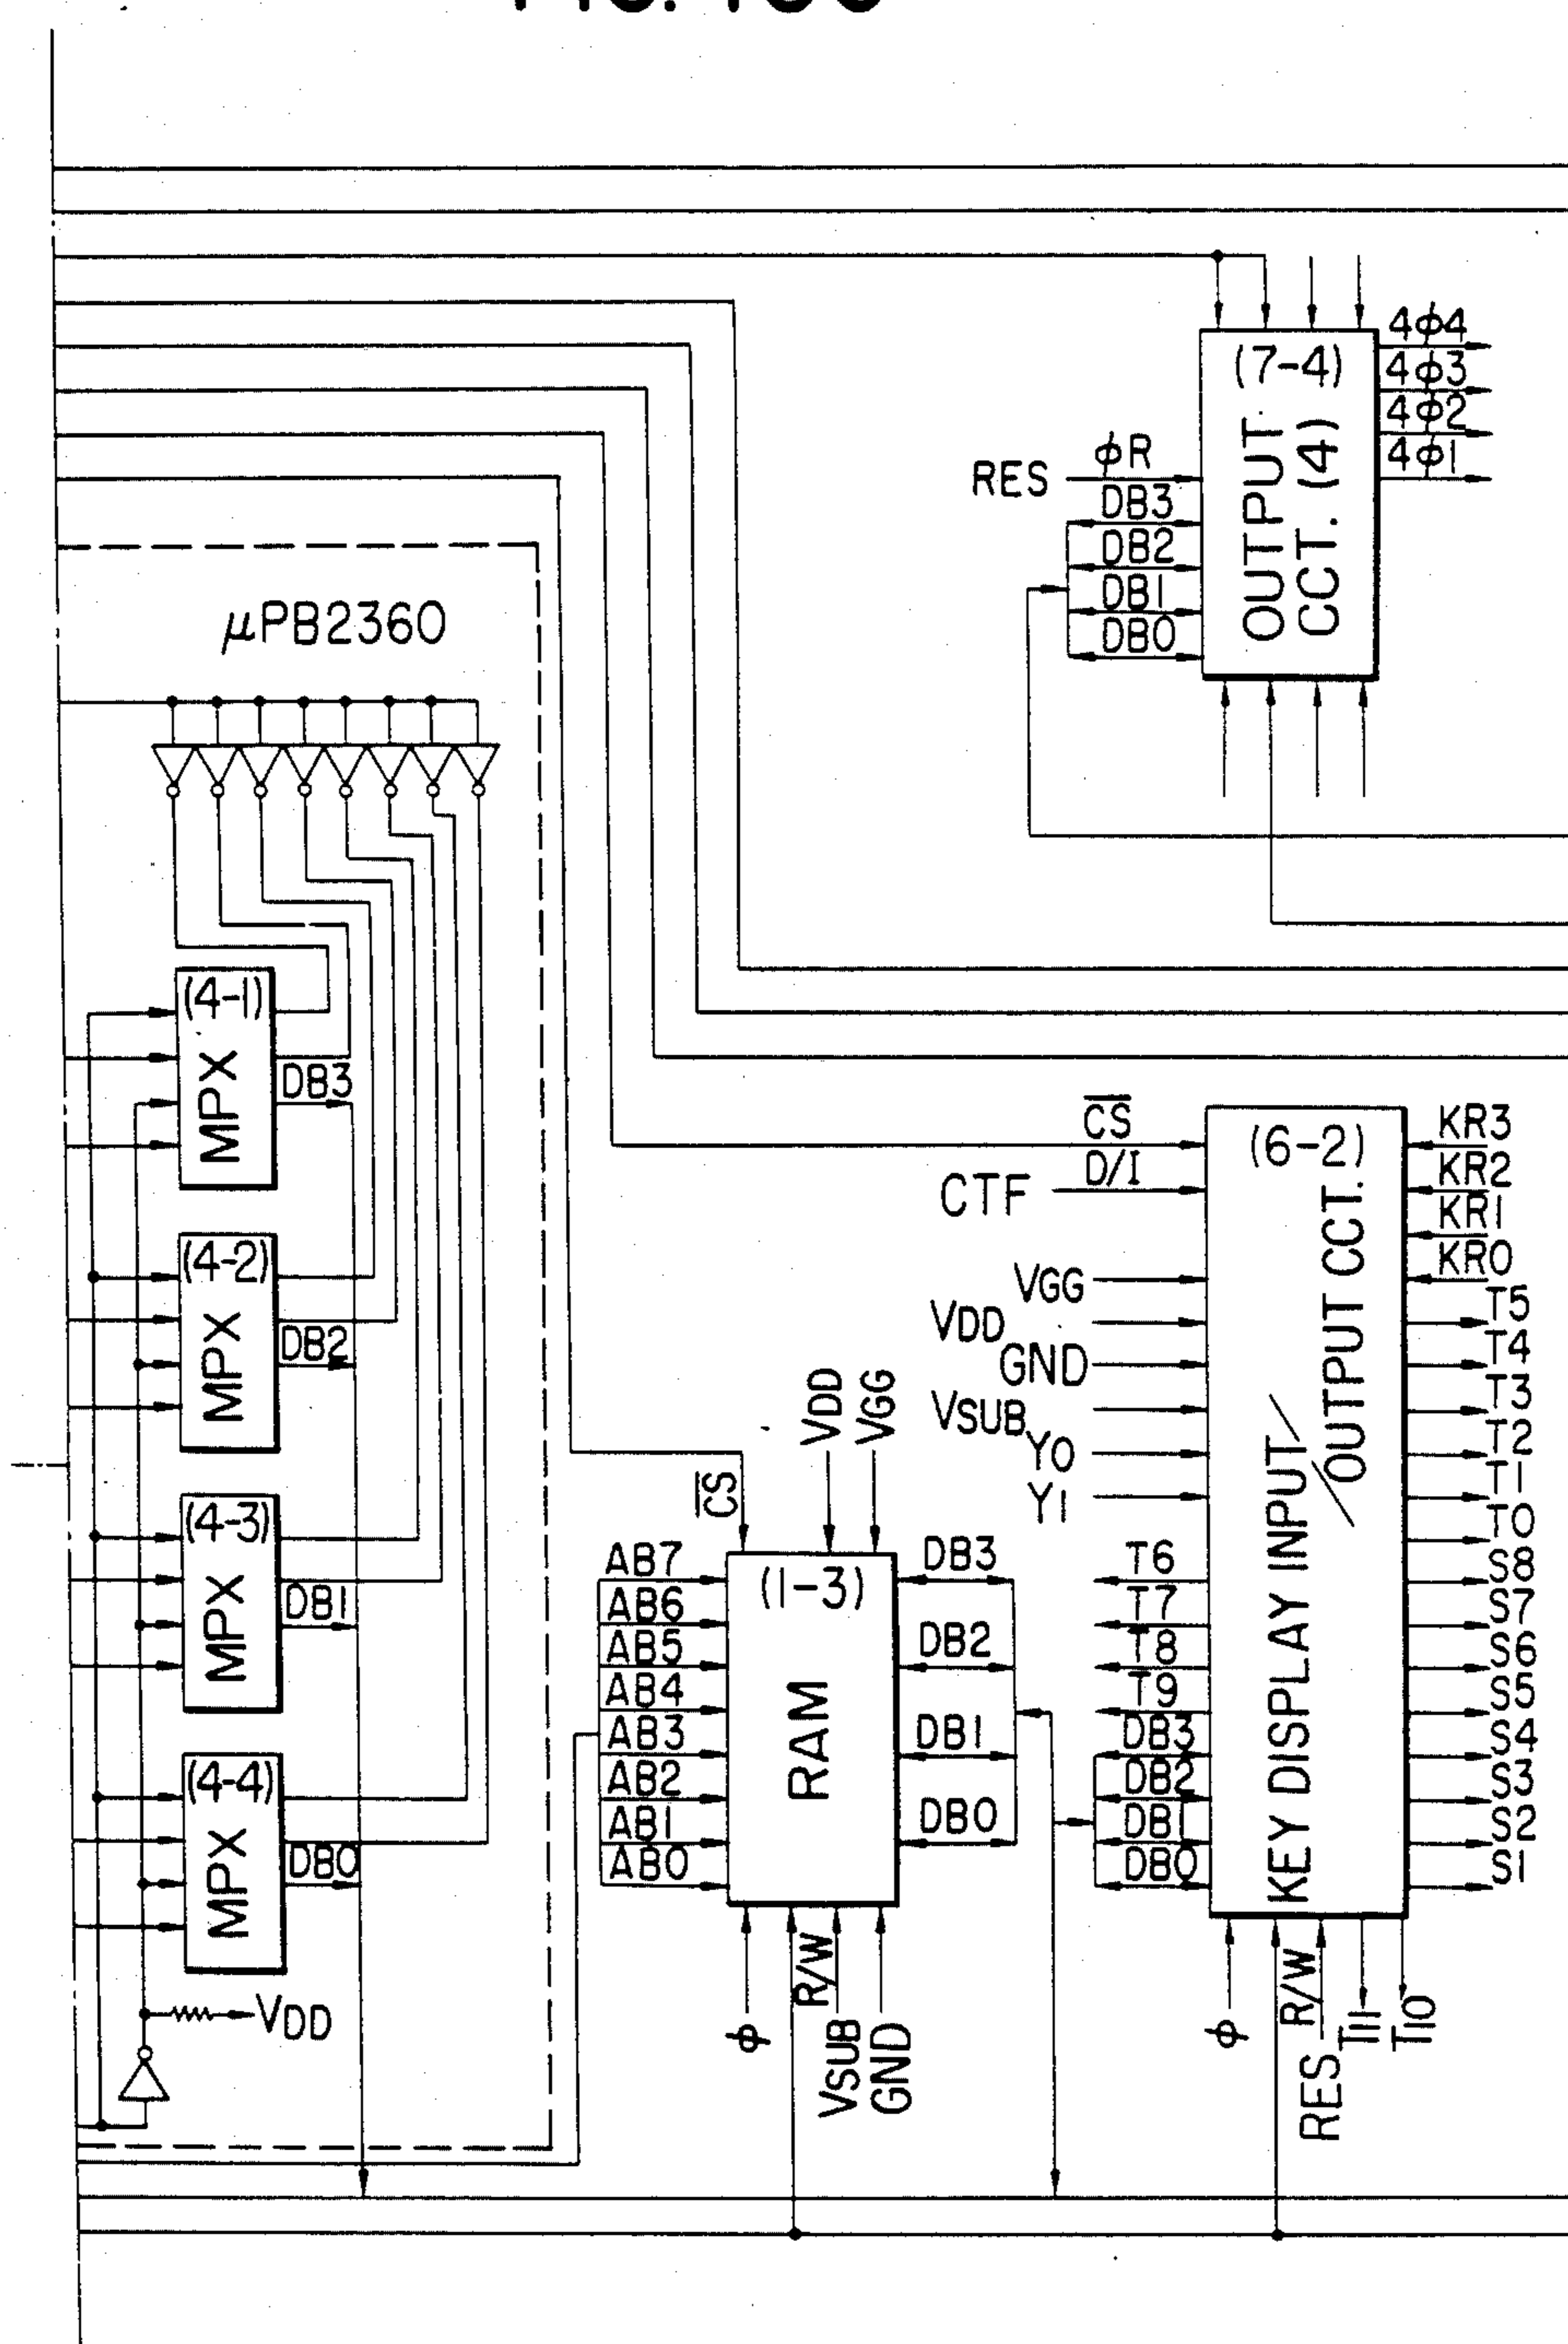 4φ4
(7-4)
4φ3
4φ2
4φ1
OUTPUT
CCT. (4)
RES
φR
DB3
DB2
DB1
DB0
μPB2360
(4-1)
MPX
DB3
(4-2)
MPX
DB2
(4-3)
MPX
DB1
(4-4)
MPX
DB0
VDD
CS
D/I
CTF
VGG
VDD
GND
VSUB
Y0
Y1
T6
T7
T8
T9
DB3
DB2
DB1
DB0
(6-2)
KEY DISPLAY INPUT/
/OUTPUT CCT.
KR3
KR2
KR1
KR0
T5
T4
T3
T2
T1
T0
S8
S7
S6
S5
S4
S3
S2
S1
φ
R/W
RES
T11
T10
CS
VDD
VGG
AB7
AB6
AB5
AB4
AB3
AB2
AB1
AB0
(1-3)
RAM
DB3
DB2
DB1
DB0
φ
R/W
VSUB
GND